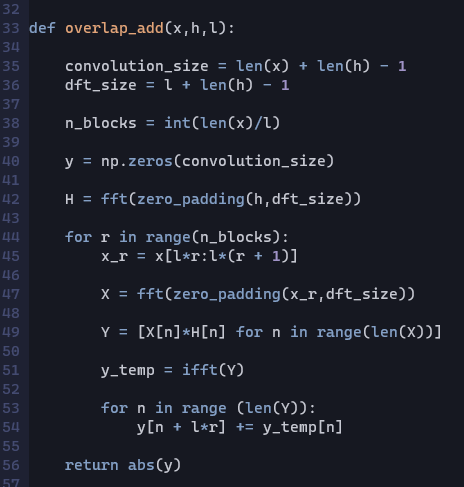 32
33 def overlap_add(x,h,l):
34
35     convolution_size = len(x) + len(h) - 1
36     dft_size = l + len(h) - 1
37
38     n_blocks = int(len(x)/l)
39
40     y = np.zeros(convolution_size)
41
42     H = fft(zero_padding(h,dft_size))
43
44     for r in range(n_blocks):
45         x_r = x[l*r:l*(r + 1)]
46
47         X = fft(zero_padding(x_r,dft_size))
48
49         Y = [X[n]*H[n] for n in range(len(X))]
50
51         y_temp = ifft(Y)
52
53         for n in range (len(Y)):
54             y[n + l*r] += y_temp[n]
55
56     return abs(y)
57